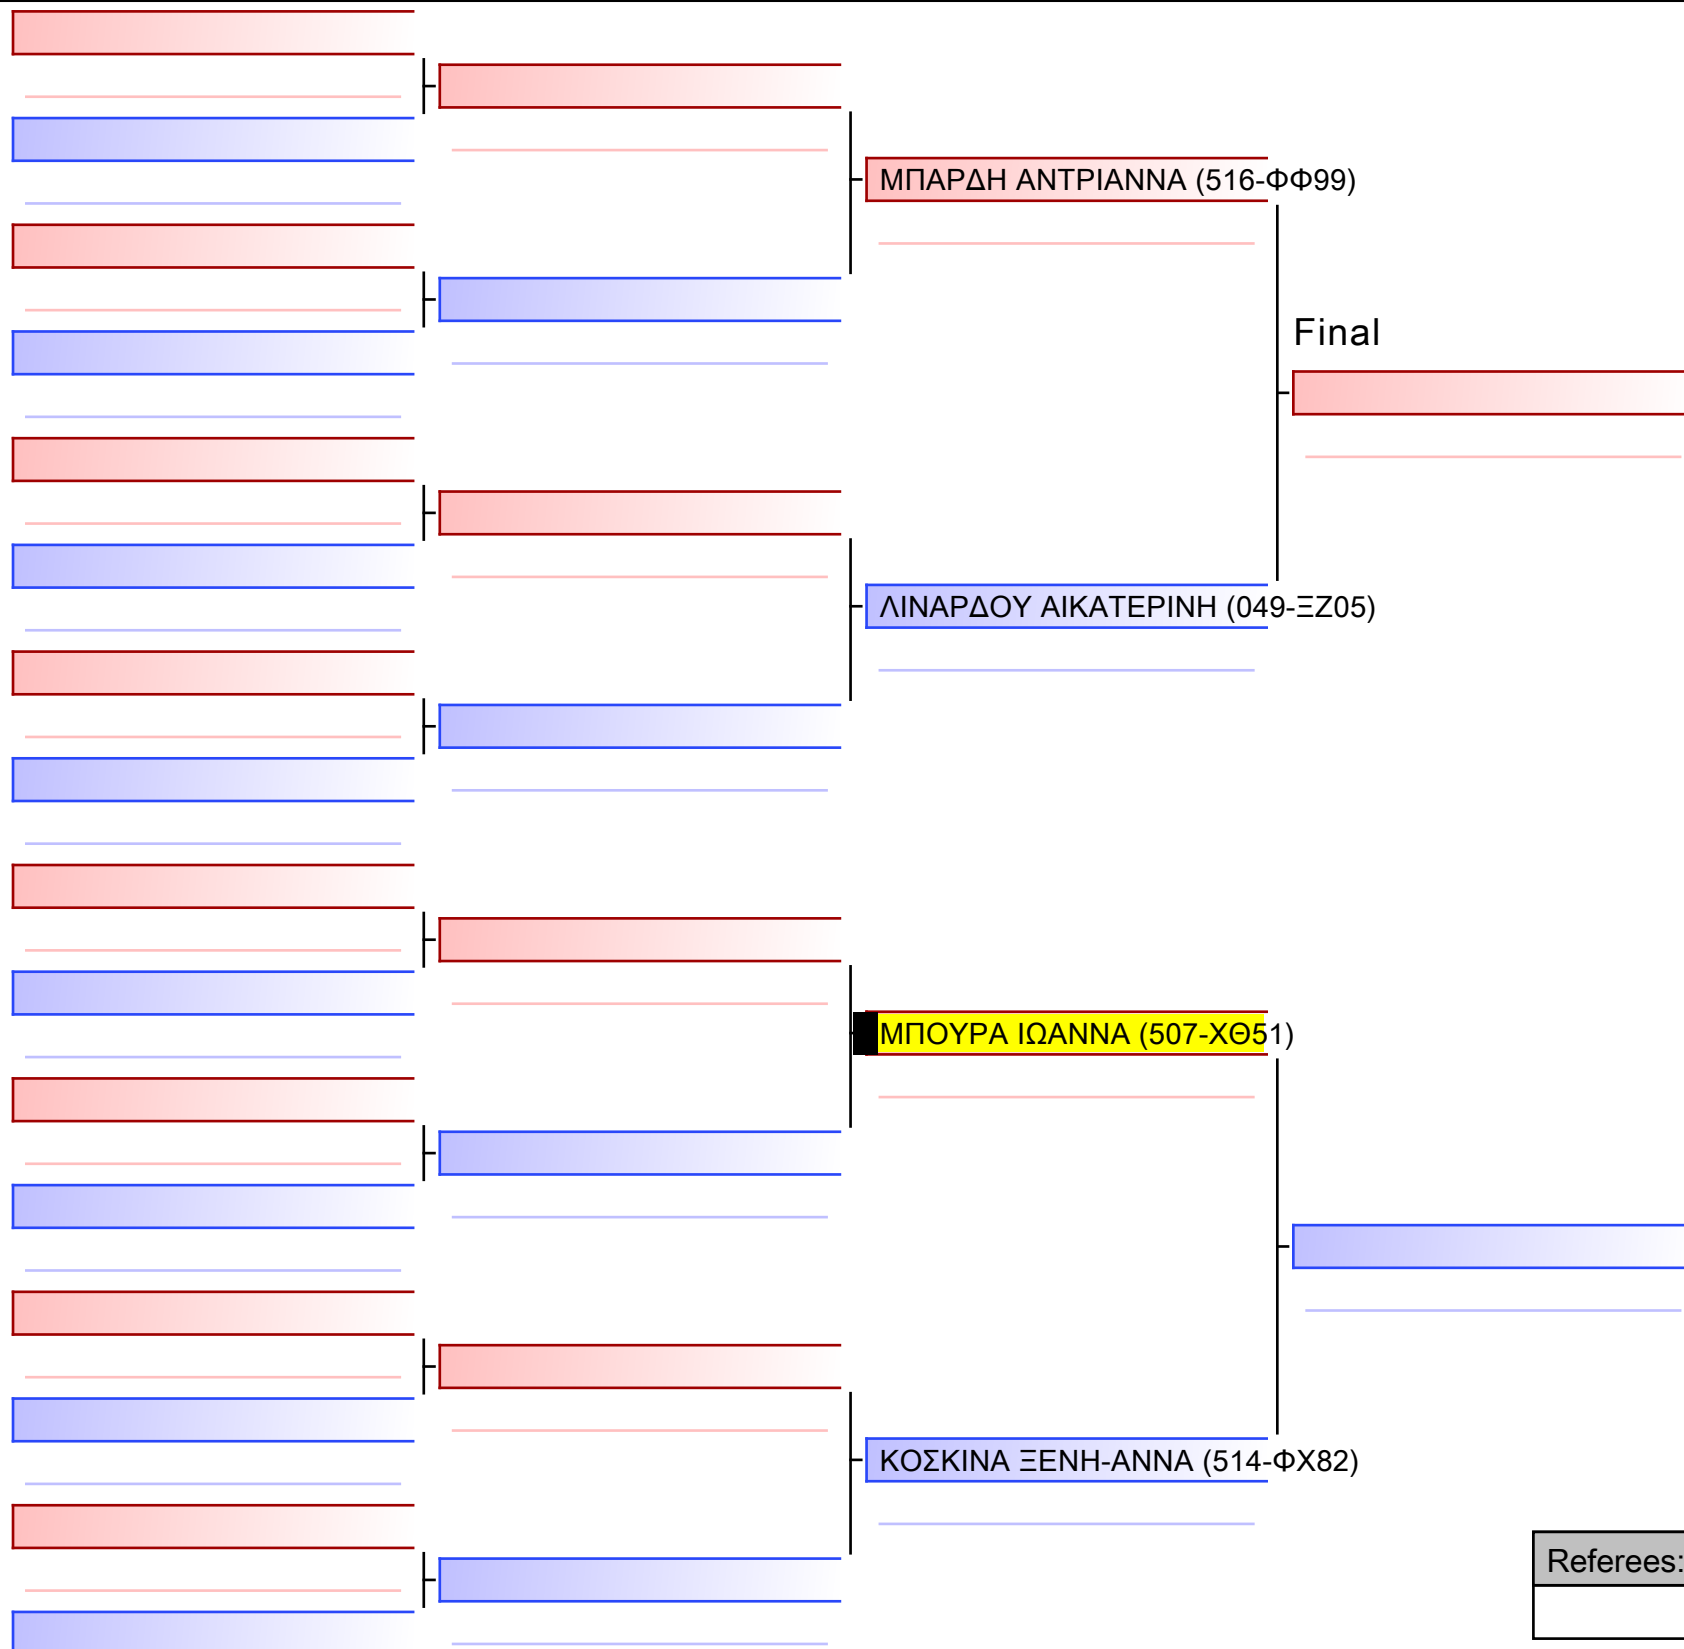 ΜΠΑΡΔΗ ΑΝΤΡΙΑΝΝΑ (516-ΦΦ99)
Final
ΛΙΝΑΡΔΟΥ ΑΙΚΑΤΕΡΙΝΗ (049-ΞΖ05)
ΜΠΟΥΡΑ ΙΩΑΝΝΑ (507-ΧΘ51)
ΚΟΣΚΙΝΑ ΞΕΝΗ-ΑΝΝΑ (514-ΦΧ82)
Referees: